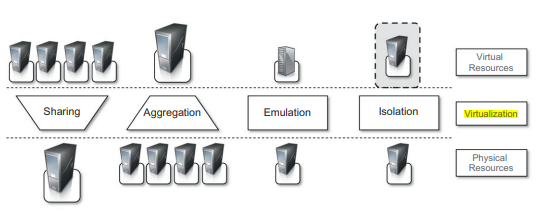 Virtual
Resources
Sharing
Aggregation
Emulation
Isolation
Virtualization
Physical
Resources